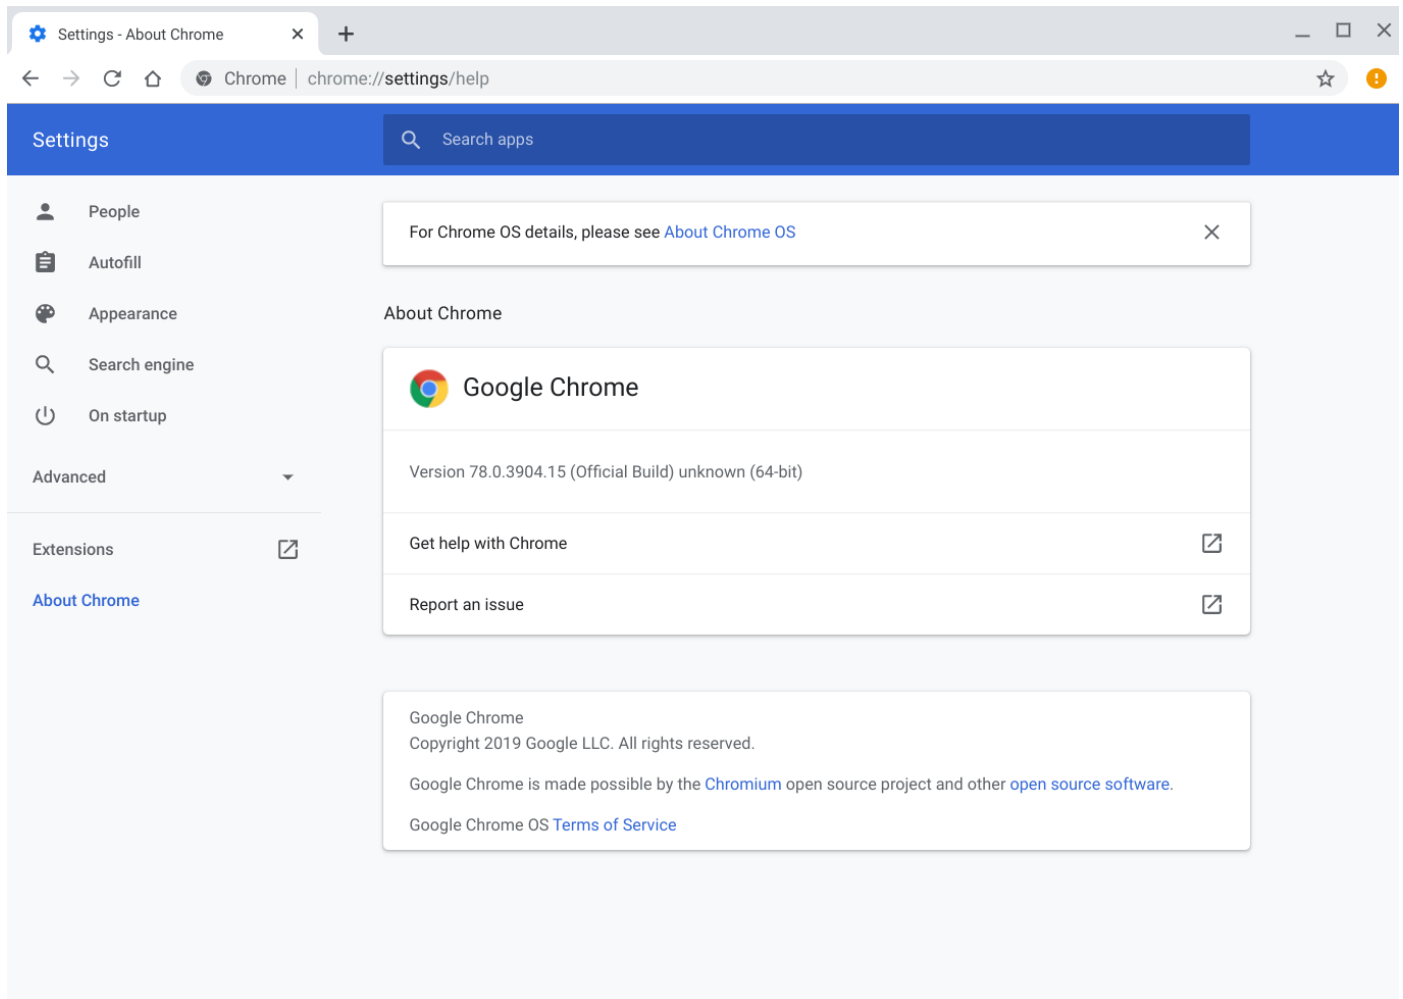 Settings - About Chrome
Chrome | chrome://settings/help
Settings
Search apps
People
Autofill
Appearance
Search engine
On startup
Advanced
Extensions
About Chrome
For Chrome OS details, please see About Chrome OS
About Chrome
Google Chrome
Version 78.0.3904.15 (Official Build) unknown (64-bit)
Get help with Chrome
Report an issue
Google Chrome
Copyright 2019 Google LLC. All rights reserved.
Google Chrome is made possible by the Chromium open source project and other open source software.
Google Chrome OS Terms of Service